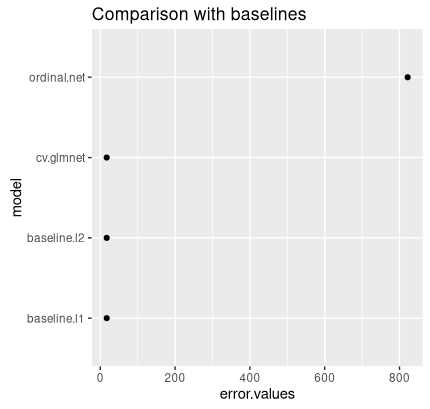 Comparison with baselines
ordinal.net
cv.glmnet
baseline.l2
baseline.l1
model
0 200 400 600 800
error.values